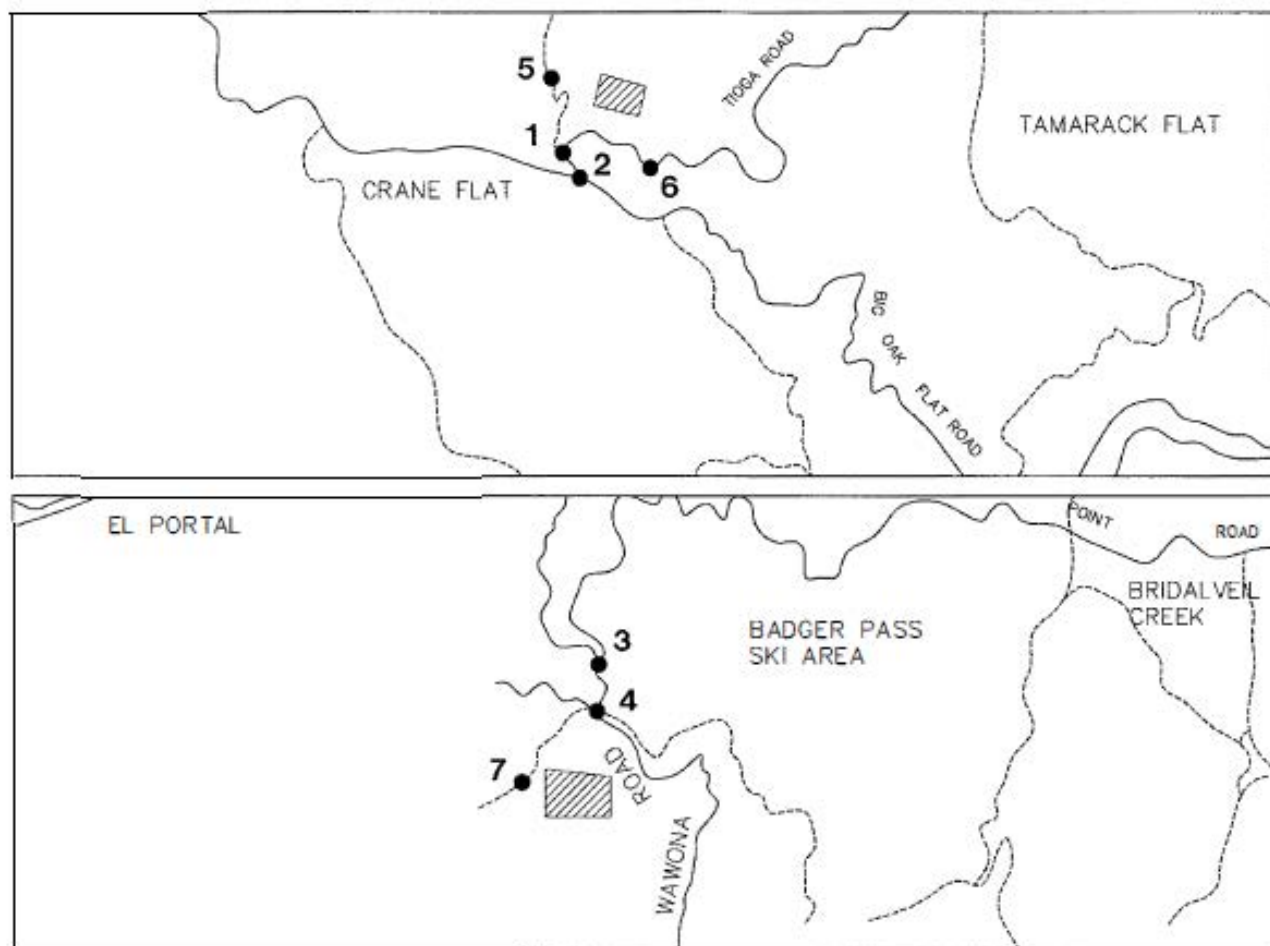 5
TIOGA ROAD
TAMARACK FLAT
1
2
6
CRANE FLAT
BIG OAK FLAT ROAD
EL PORTAL
POINT ROAD
BRIDALVEIL
CREEK
BADGER PASS
SKI AREA
3
4
7
WAWONA ROAD